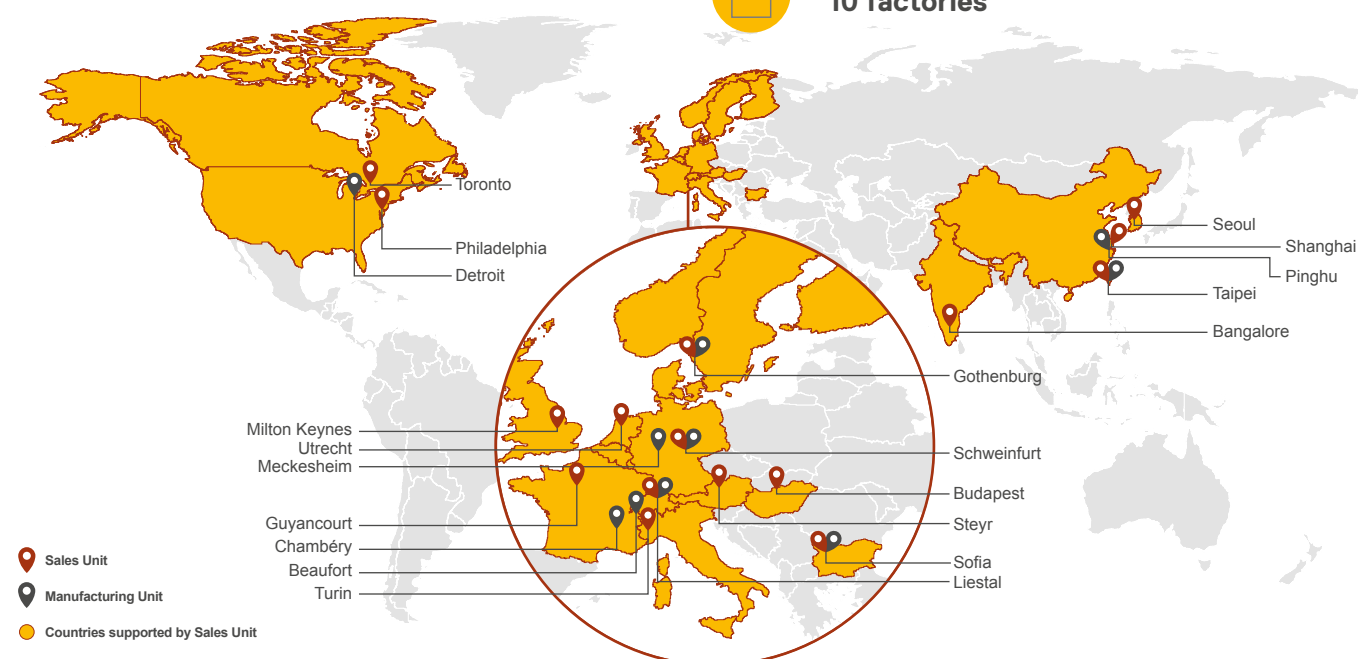 10 factories
Toronto
Philadelphia
Detroit
Seoul
Shanghai
Pinghu
Taipei
Bangalore
Gothenburg
Milton Keynes
Utrecht
Meckesheim
Schweinfurt
Budapest
Guyancourt
Steyr
Chambéry
Beaufort
Sofia
Liestal
Turin
Sales Unit
Manufacturing Unit
Countries supported by Sales Unit